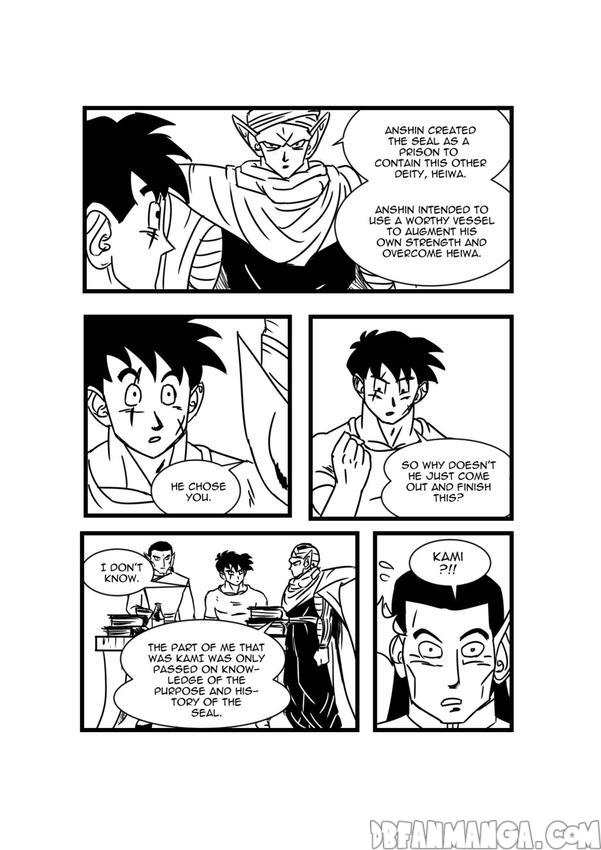 ANSHIN CREATED
THE SEAL AS A
PRISON TO
CONTAIN THIS OTHER
DEITY, HEIWA.
ANSHIN INTENDED TO
USE A WORTHY VESSEL
TO AUGMENT HIS
OWN STRENGTH AND
OVERCOME HEIWA.
HE CHOSE
YOU.
SO WHY DOESN'T
HE JUST COME
OUT AND FINISH
THIS?
I DON'T
KNOW.
THE PART OF ME THAT
WAS KAMI WAS ONLY
PASSED ON KNOW-
LEDGE OF THE
PURPOSE AND HIS-
TORY OF THE
SEAL.
KAMI
?!!
DBFANMANGA.COM